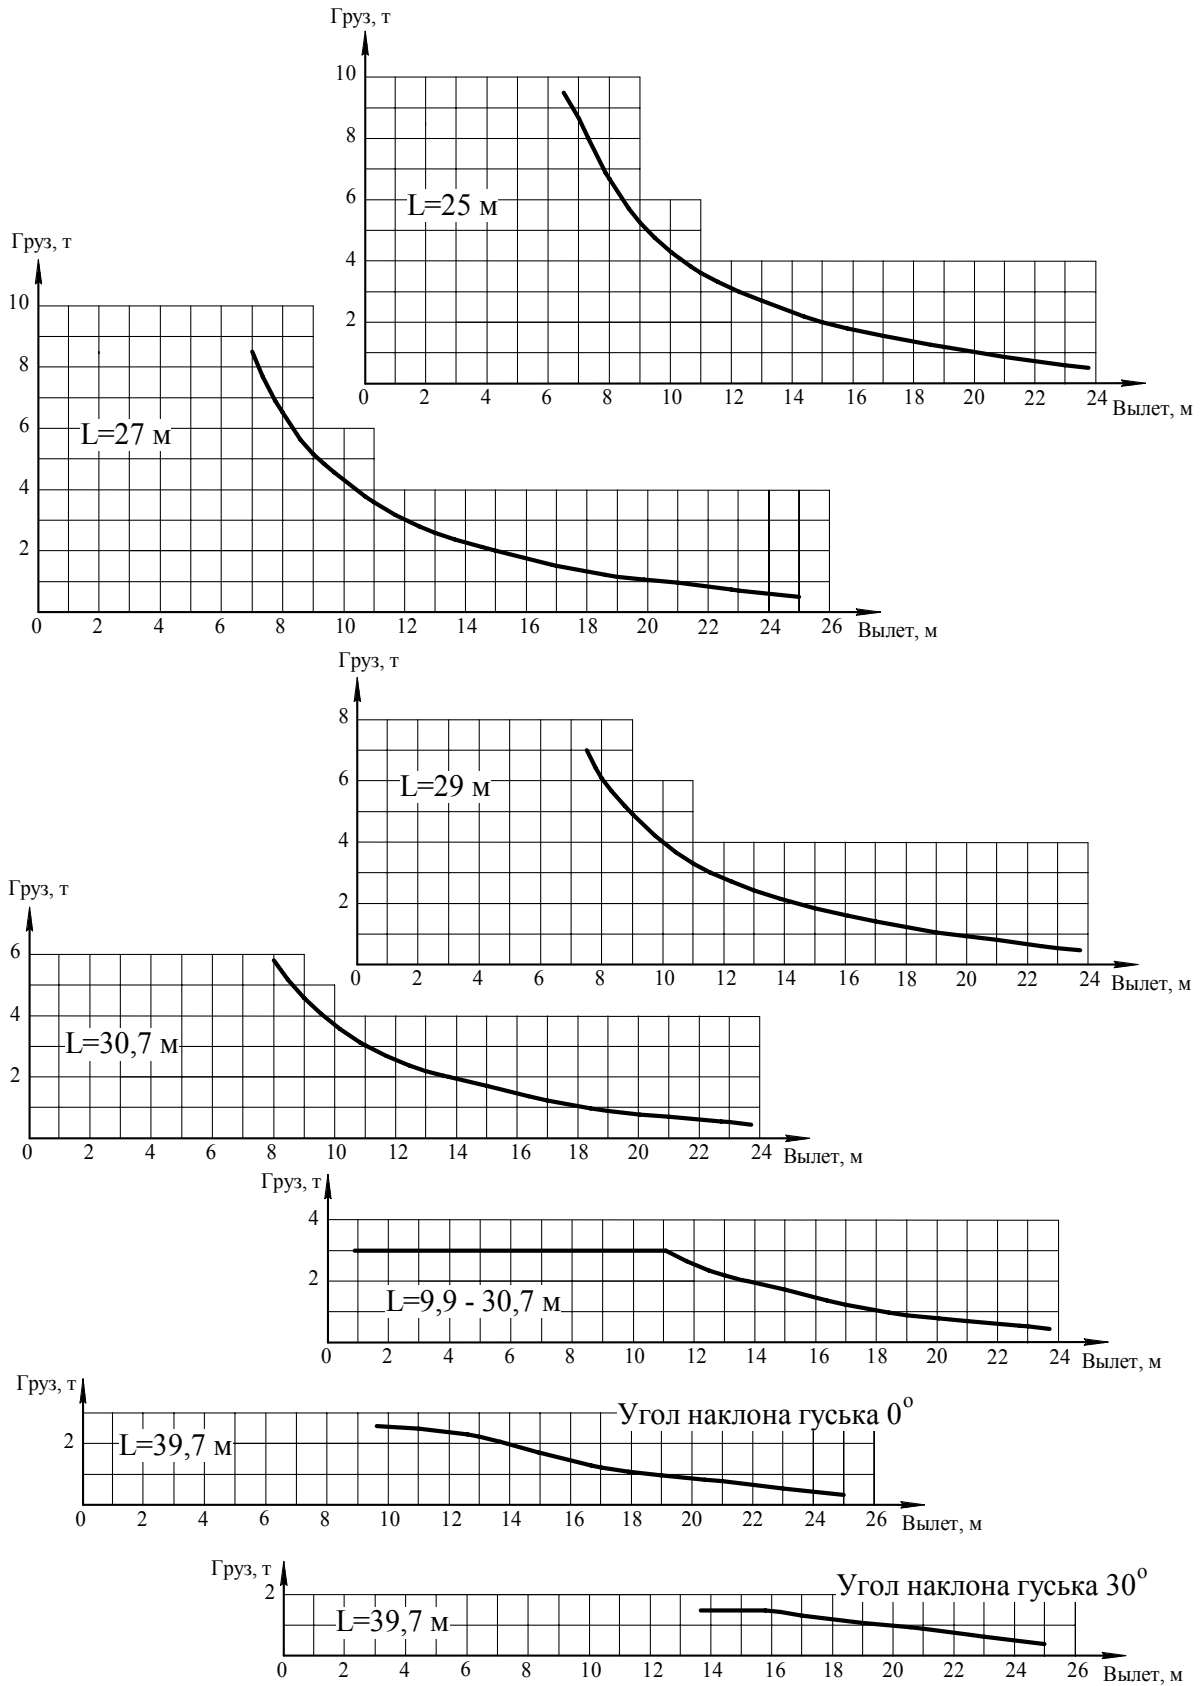 Груз, т
10
8
6
4
2
L=25 м
0 2 4 6 8 10 12 14 16 18 20 22 24
Вылет, м
Груз, т
10
8
6
4
2
L=27 м
0 2 4 6 8 10 12 14 16 18 20 22 24 26
Вылет, м
Груз, т
8
6
4
2
L=29 м
0 2 4 6 8 10 12 14 16 18 20 22 24
Вылет, м
Груз, т
6
4
2
L=30,7 м
0 2 4 6 8 10 12 14 16 18 20 22 24
Вылет, м
Груз, т
4
2
L=9,9 - 30,7 м
0 2 4 6 8 10 12 14 16 18 20 22 24
Вылет, м
Груз, т
Угол наклона гуська 0°
2
L=39,7 м
0 2 4 6 8 10 12 14 16 18 20 22 24 26
Вылет, м
Груз, т
Угол наклона гуська 30°
2
L=39,7 м
0 2 4 6 8 10 12 14 16 18 20 22 24 26
Вылет, м